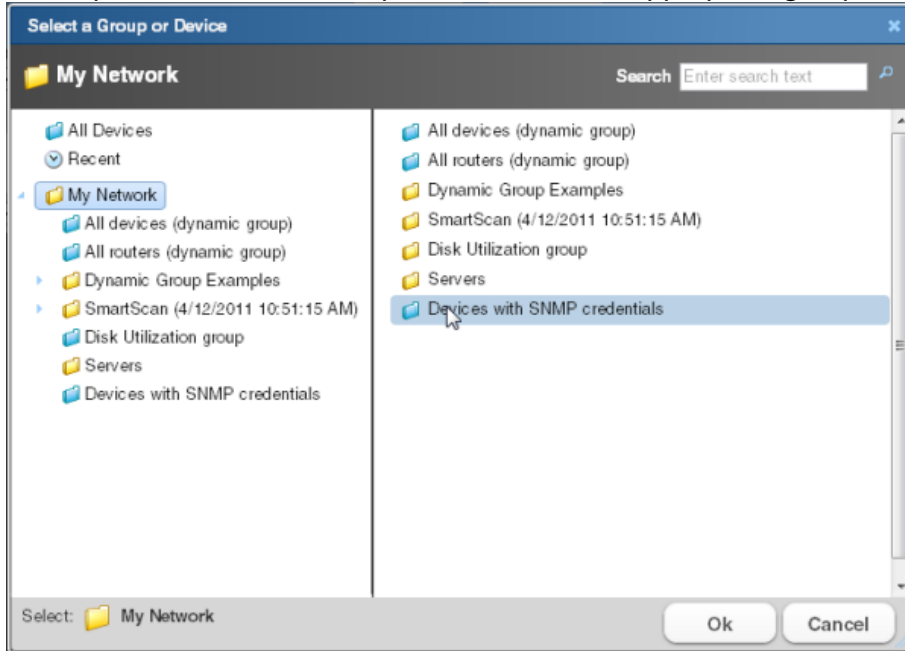 Select a Group or Device
My Network
Search Enter search text
All Devices
Recent
My Network
All devices (dynamic group)
All routers (dynamic group)
Dynamic Group Examples
SmartScan (4/12/2011 10:51:15 AM)
Disk Utilization group
Servers
Devices with SNMP credentials
All devices (dynamic group)
All routers (dynamic group)
Dynamic Group Examples
SmartScan (4/12/2011 10:51:15 AM)
Disk Utilization group
Servers
Devices with SNMP credentials
Select: My Network
Ok Cancel